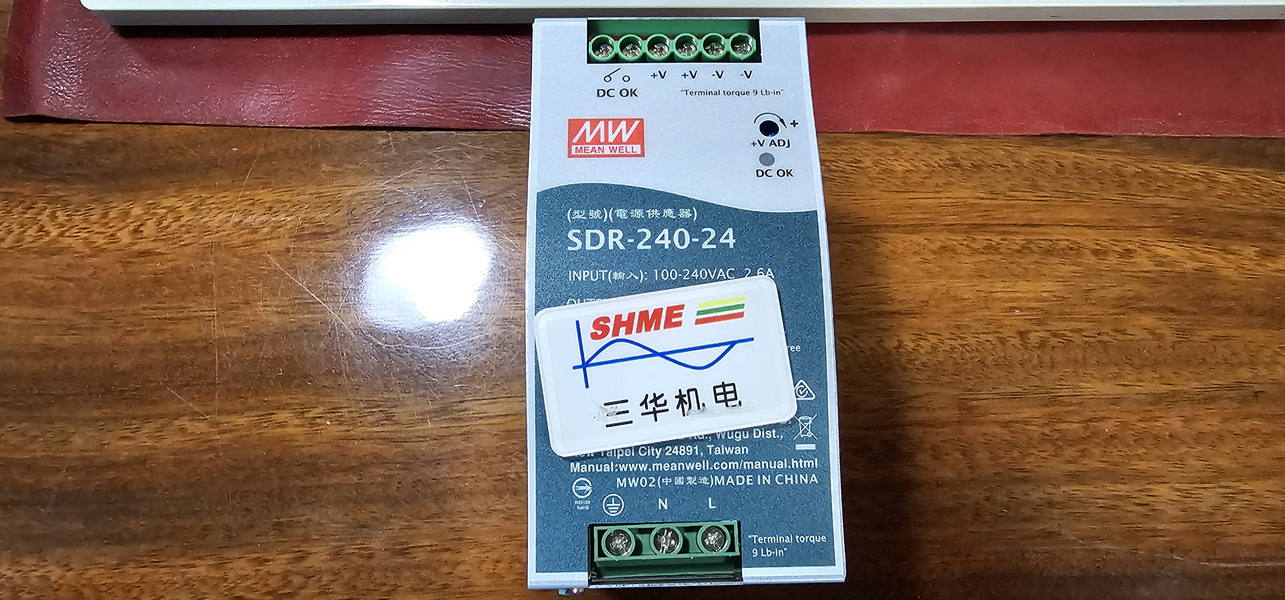 +V +V -V -V
DC OK
"Terminal torque 9 Lb-in"
MW
MEAN WELL
+
+V ADJ
DC OK
(型號)(電源供應器)
SDR-240-24
INPUT(輸入): 100-240VAC 2.6A
SHME
三华机电
Wugu Dist.,
Taipei City 24891, Taiwan
Manual:www.meanwell.com/manual.html
MW02(中國製造)MADE IN CHINA
N L
"Terminal torque
9 Lb-in"